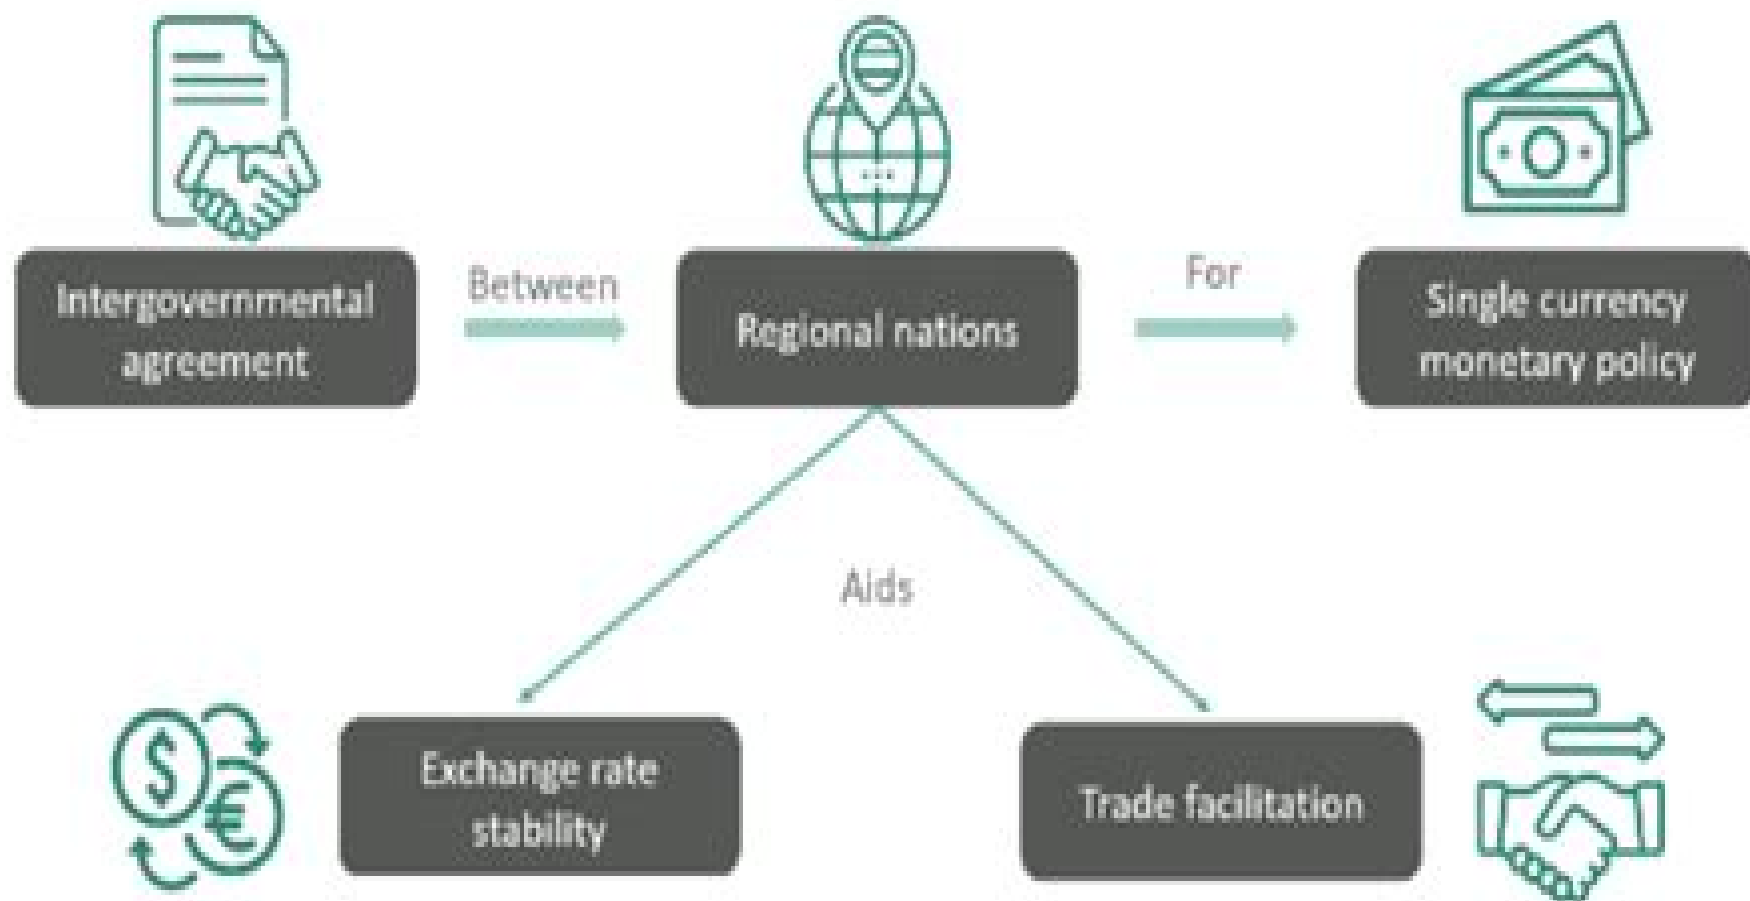 Between
For
Intergovernmental
agreement
Regional nations
Single currency
monetary policy
Aids
Exchange rate
stability
Trade facilitation
$
€